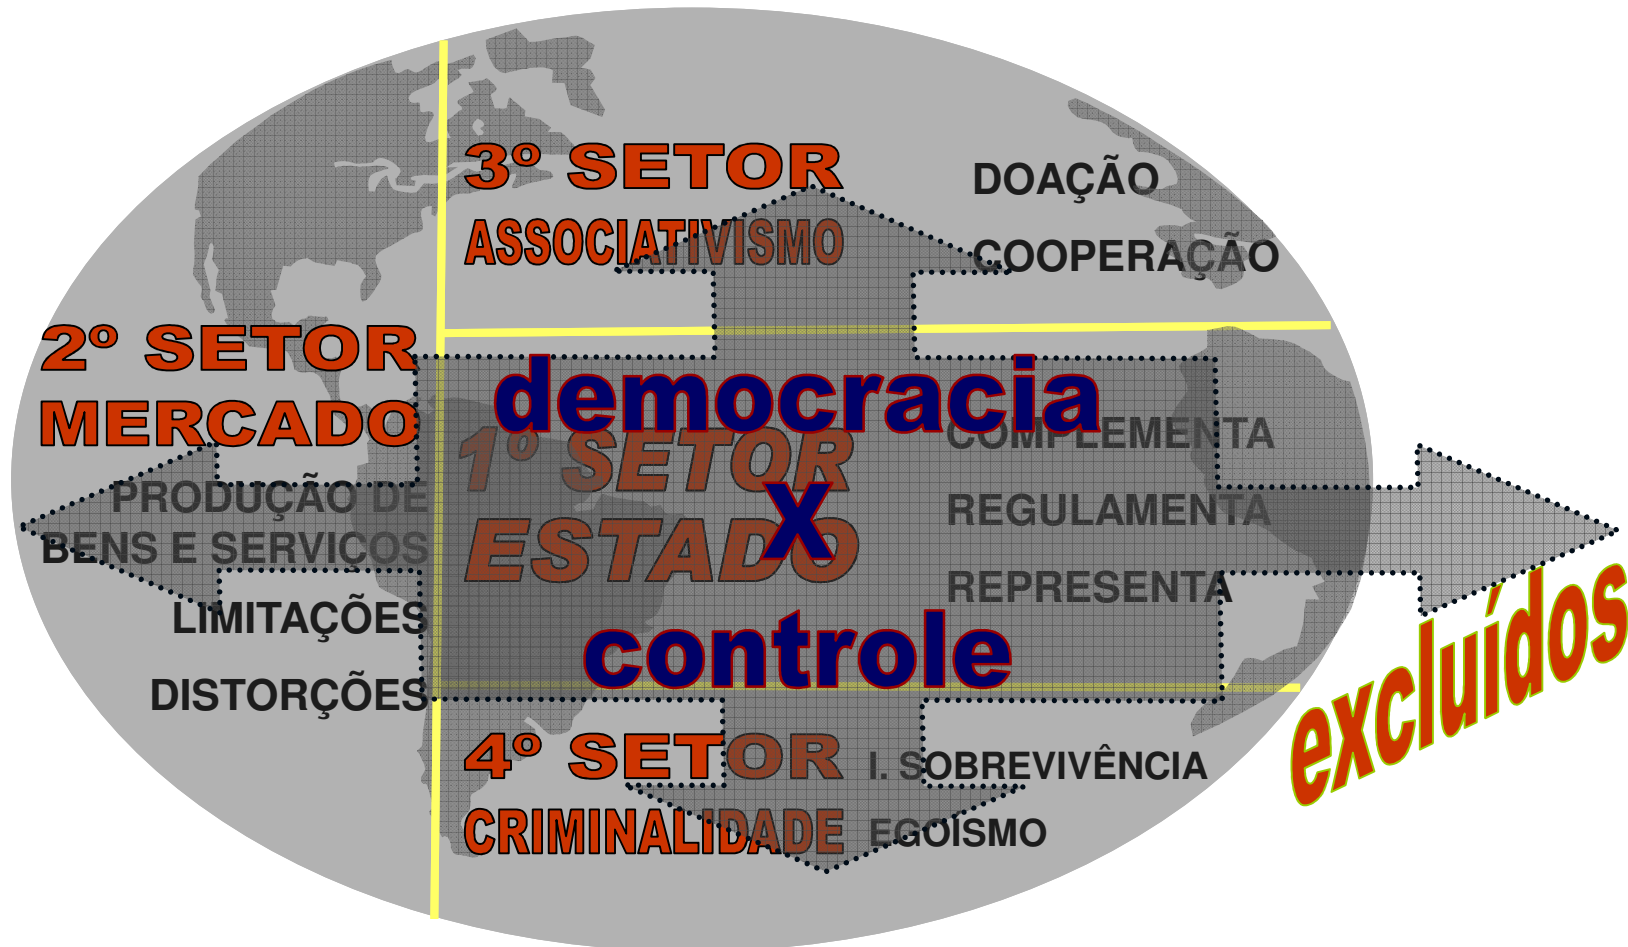 3º SETOR
ASSOCIATIVISMO
DOAÇÃO
COOPERAÇÃO
2º SETOR
MERCADO
PRODUÇÃO DE
BENS E SERVIÇOS
LIMITAÇÕES
DISTORÇÕES
democracia
X
controle
1º SETOR
ESTADO
COMPLEMENTA
REGULAMENTA
REPRESENTA
excluídos
4º SETOR
CRIMINALIDADE
I. SOBREVIVÊNCIA
EGOÍSMO